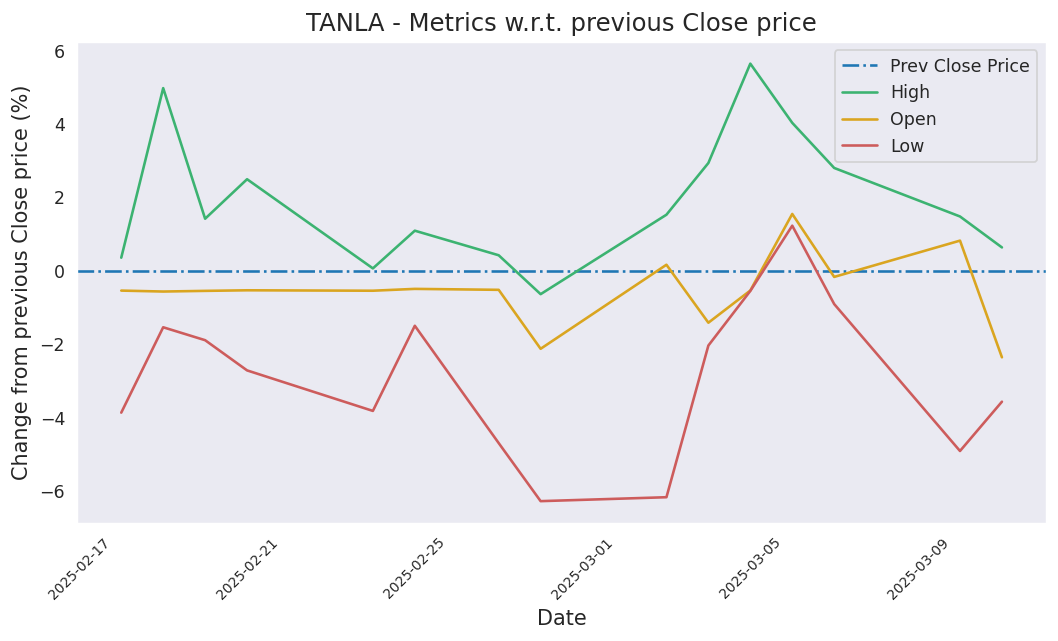 TANLA - Metrics w.r.t. previous Close price
Change from previous Close price (%)
6
4
2
0
−2
−4
−6
Prev Close Price
High
Open
Low
2025-02-17
2025-02-21
2025-02-25
2025-03-01
2025-03-05
2025-03-09
Date